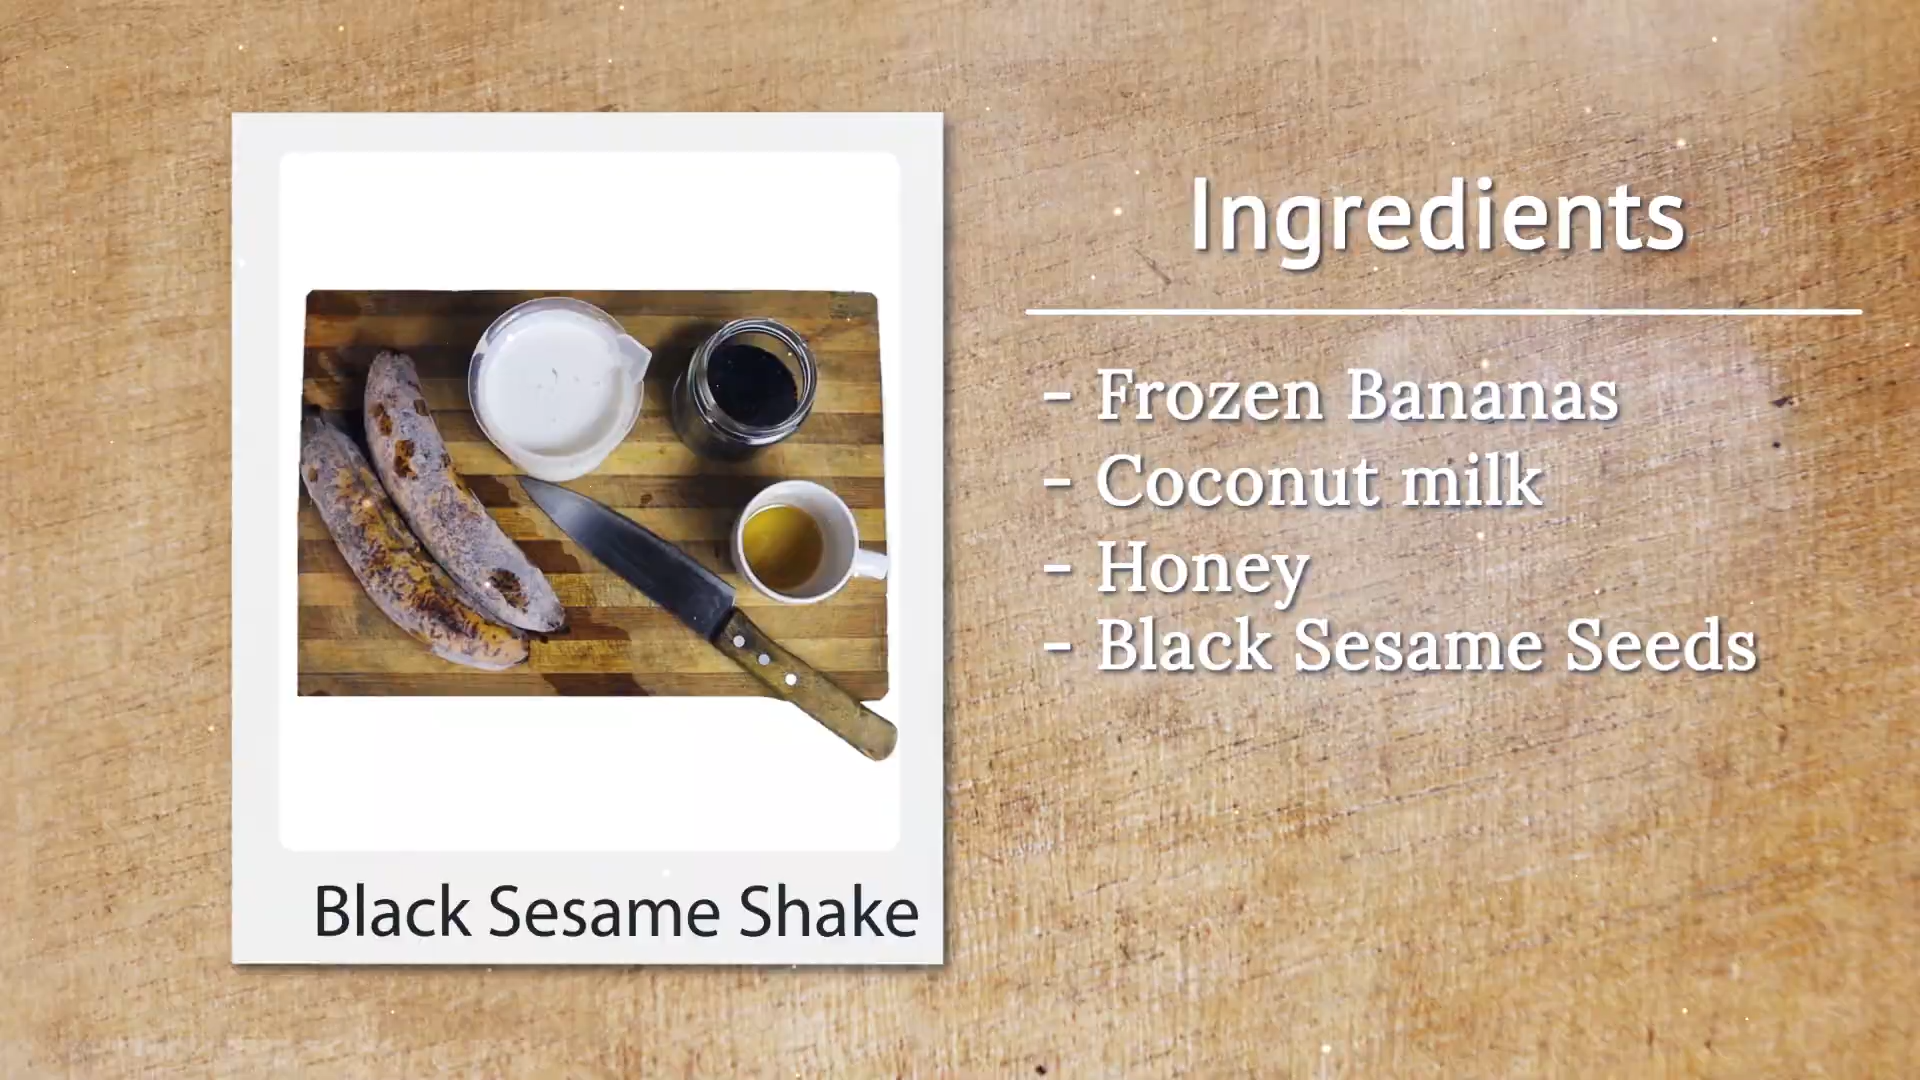 Ingredients
- Frozen Bananas
- Coconut milk
- Honey
- Black Sesame Seeds
Black Sesame Shake